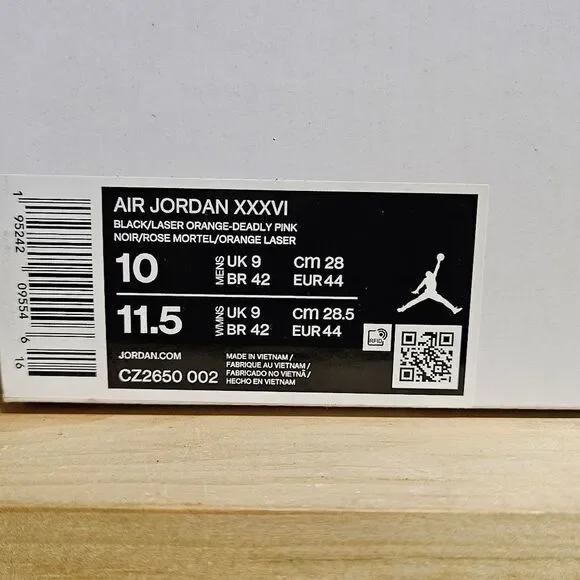 AIR JORDAN XXXVI
BLACK/LASER ORANGE-DEADLY PINK
NOIR/ROSE MORTEL/ORANGE LASER
10 MENS UK 9 cm 28
BR 42 EUR 44
11.5 WMNS UK 9 cm 28.5
BR 42 EUR 44
RFID
JORDAN.COM
CZ2650 002
MADE IN VIETNAM /
FABRIQUE AU VIETNAM /
FABRICADO NO VIETNÃ /
HECHO EN VIETNAM
1 95242 09554 6 16